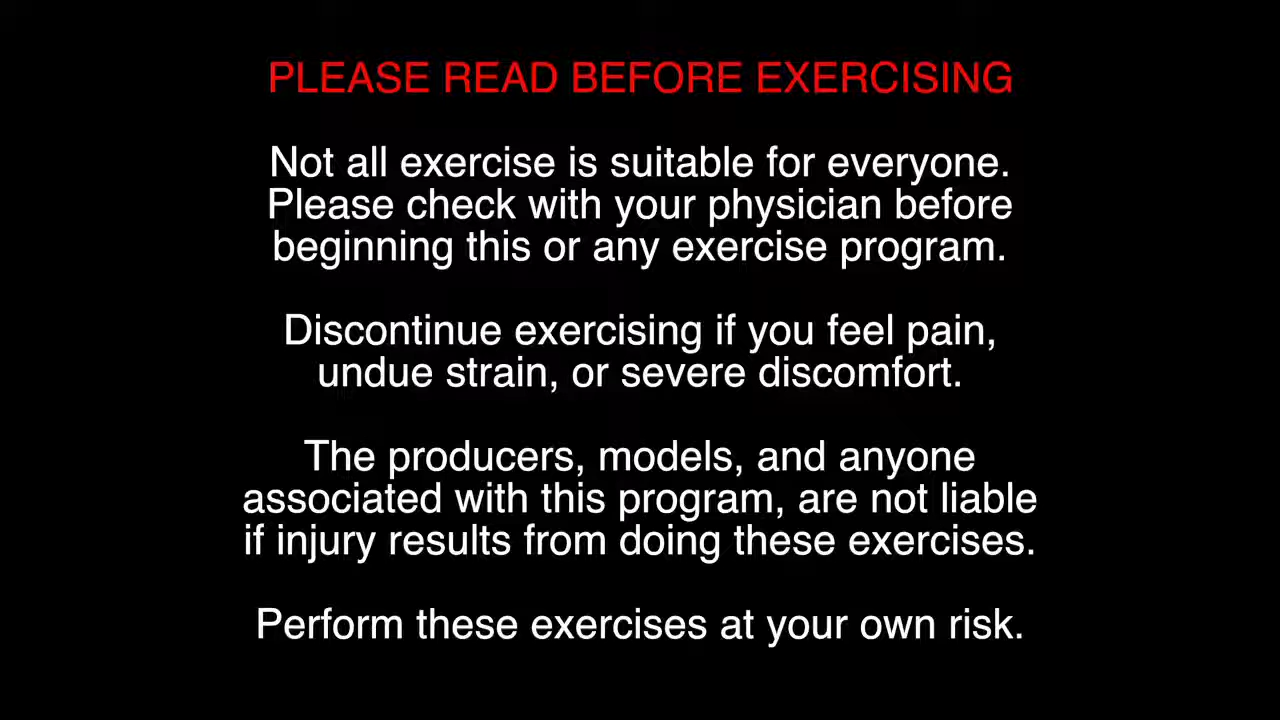 PLEASE READ BEFORE EXERCISING
Not all exercise is suitable for everyone.
Please check with your physician before
beginning this or any exercise program.
Discontinue exercising if you feel pain,
undue strain, or severe discomfort.
The producers, models, and anyone
associated with this program, are not liable
if injury results from doing these exercises.
Perform these exercises at your own risk.